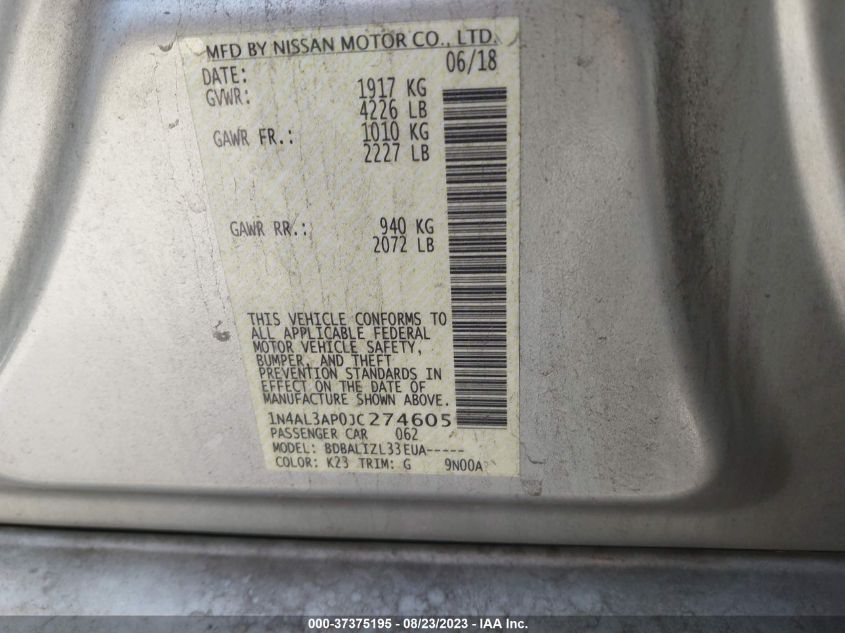 MFD BY NISSAN MOTOR CO., LTD.
DATE: 06/18
GVWR: 1917 KG
4226 LB
GAWR FR.: 1010 KG
2227 LB
GAWR RR.: 940 KG
2072 LB
THIS VEHICLE CONFORMS TO
ALL APPLICABLE FEDERAL
MOTOR VEHICLE SAFETY,
BUMPER, AND THEFT
PREVENTION STANDARDS IN
EFFECT ON THE DATE OF
MANUFACTURE SHOWN ABOVE.
1N4AL3AP0JC274605
PASSENGER CAR 062
MODEL: BDBALIZL33EUA-----
COLOR: K23 TRIM: G 9N00A
000-37375195 - 08/23/2023 - www.iaai.com/